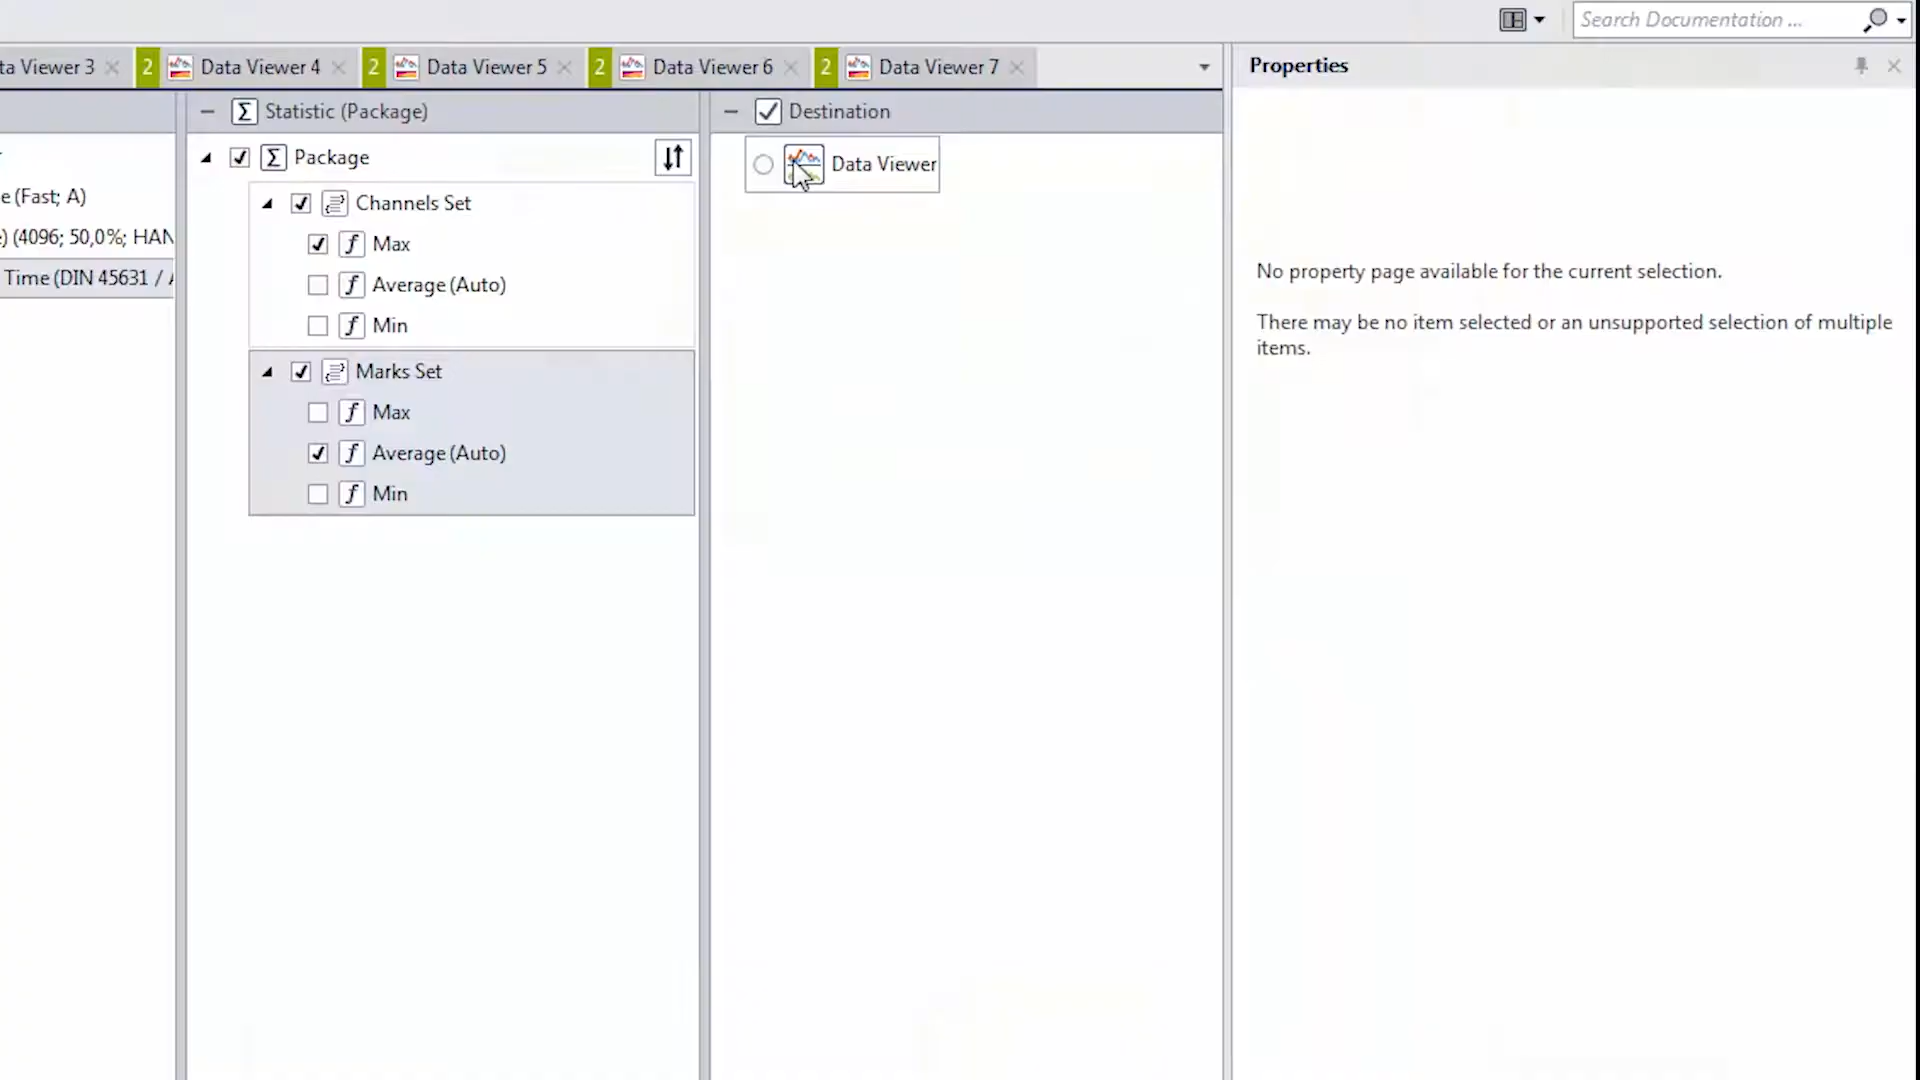 Search Documentation ...
ta Viewer 3
2 Data Viewer 4
2 Data Viewer 5
2 Data Viewer 6
2 Data Viewer 7
Properties
e (Fast; A)
) (4096; 50,0%; HAN
Time (DIN 45631 / A
Σ Statistic (Package)
Σ Package
Channels Set
f Max
f Average (Auto)
f Min
Marks Set
f Max
f Average (Auto)
f Min
Destination
Data Viewer
No property page available for the current selection.
There may be no item selected or an unsupported selection of multiple
items.